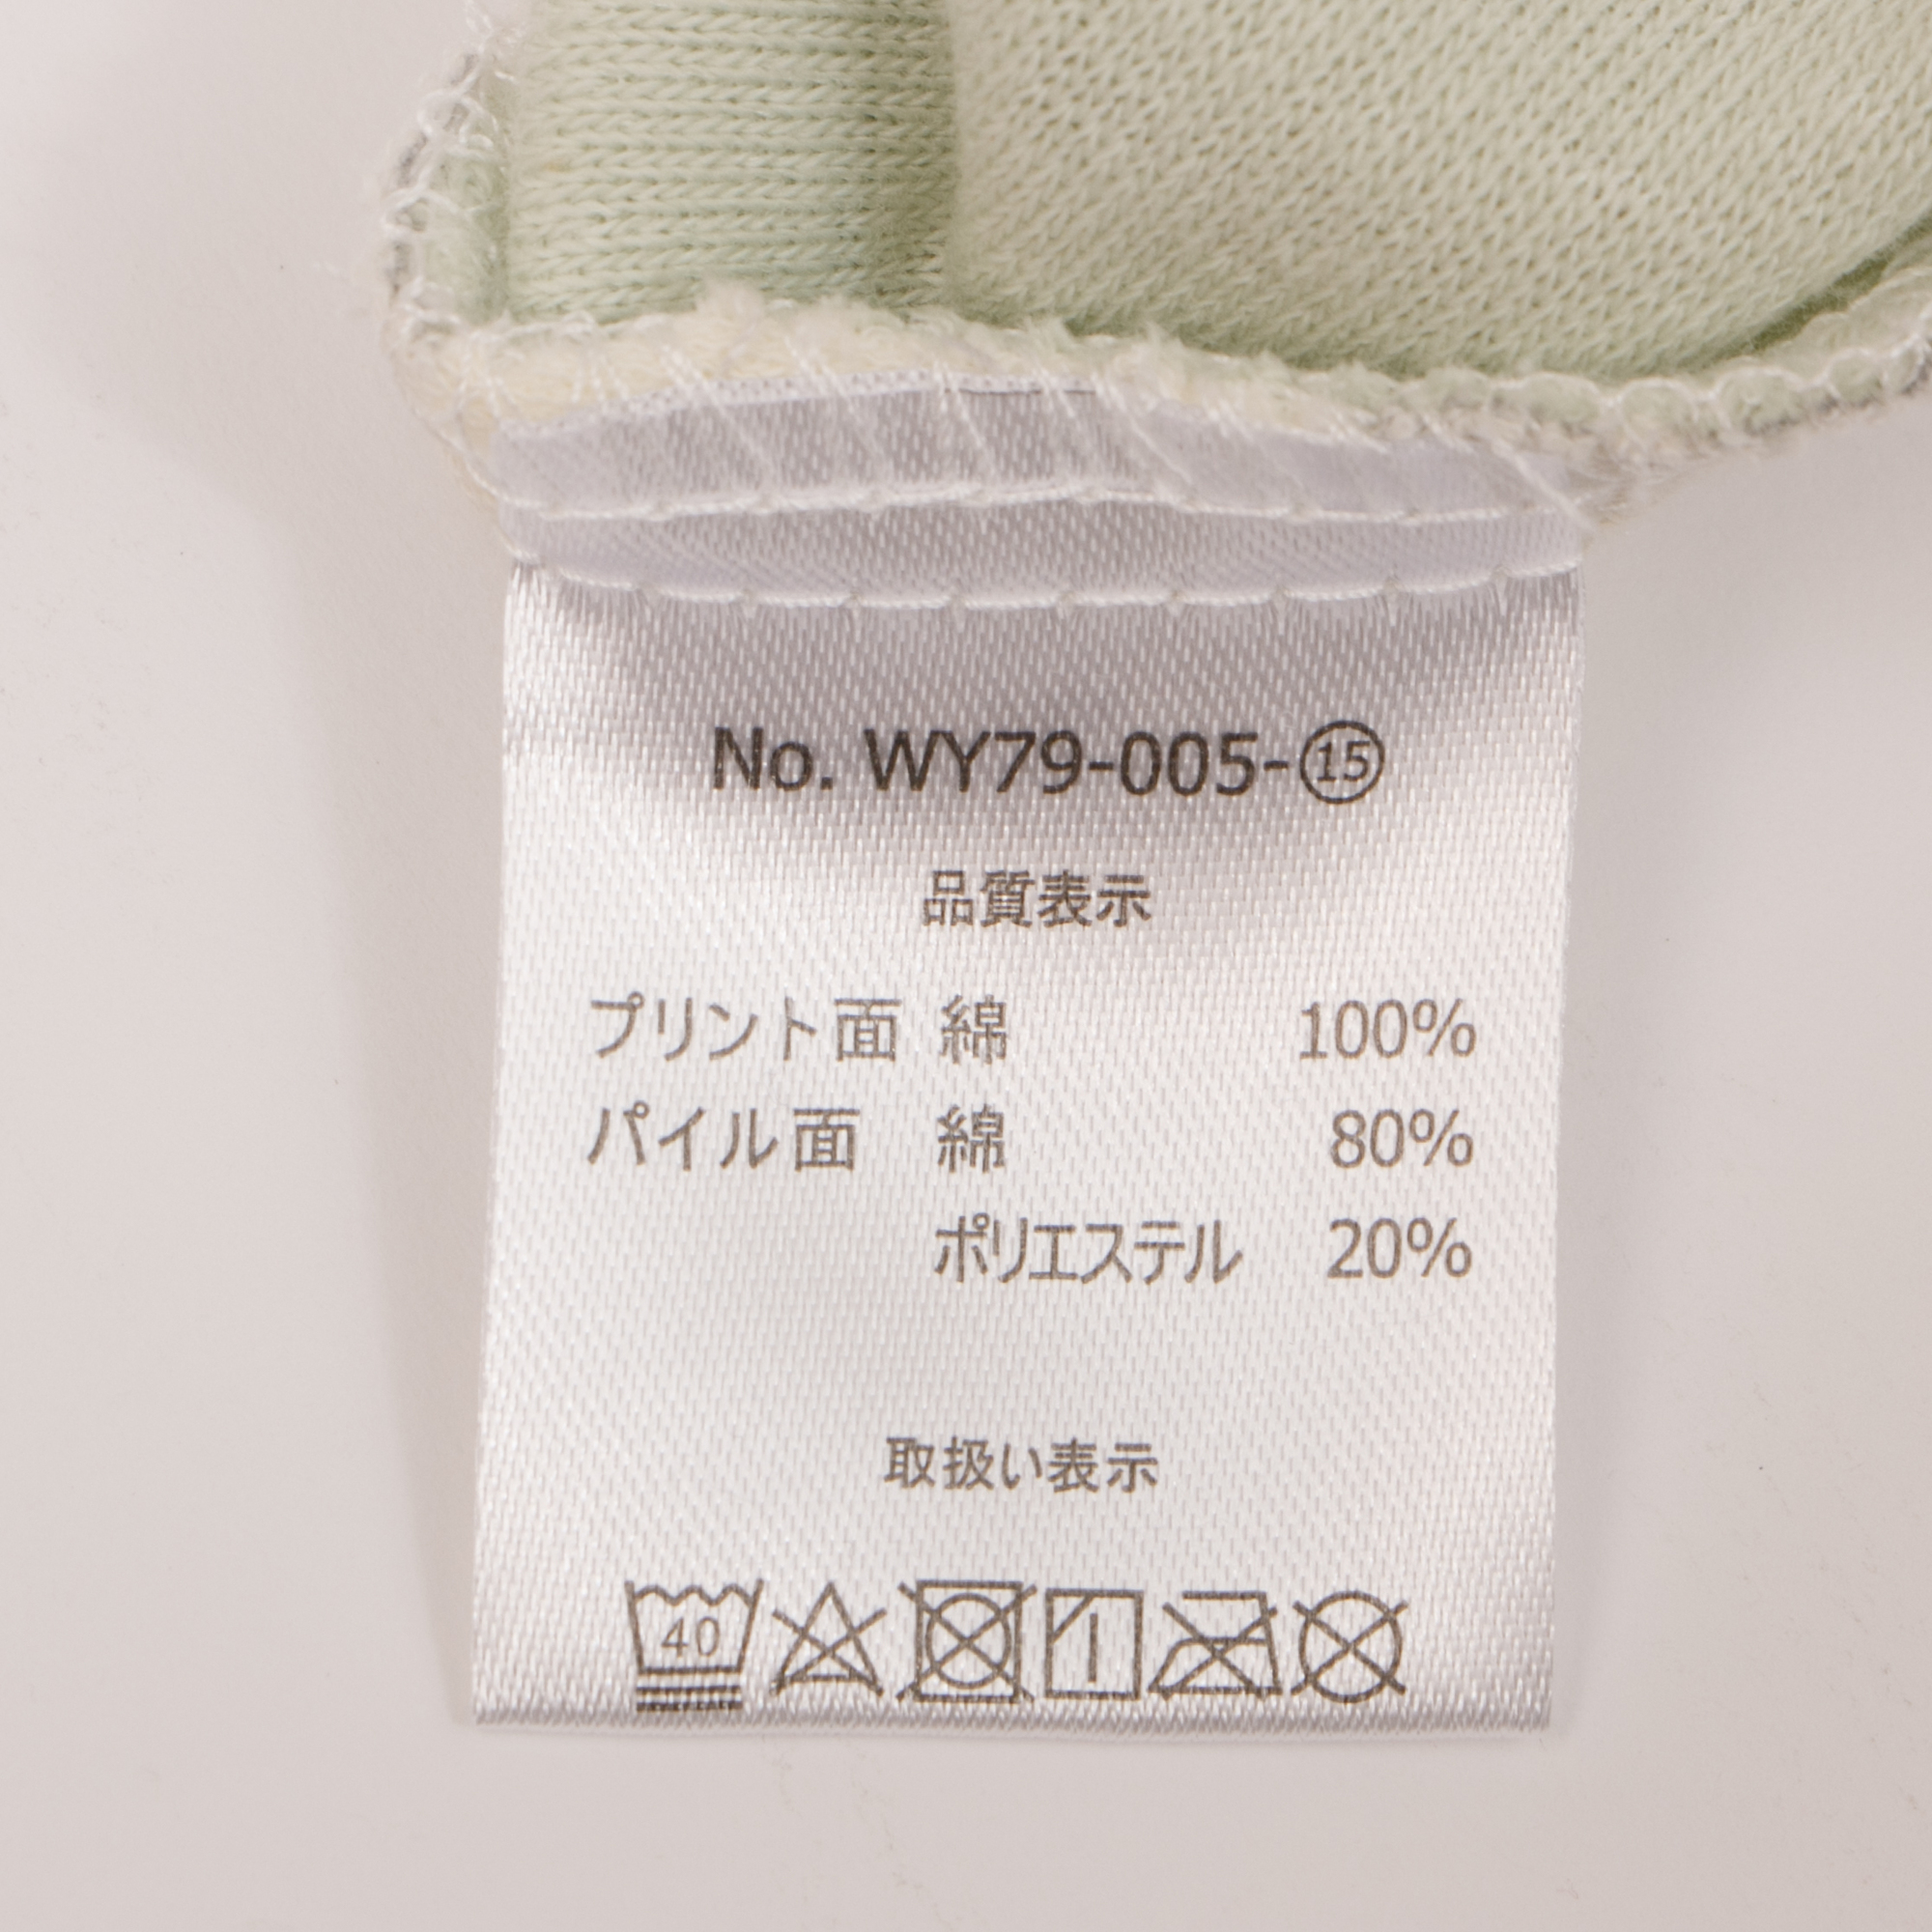 No. WY79-005-⑮
品質表示
プリント面 綿 100%
パイル面 綿 80%
ポリエステル 20%
取扱い表示
40